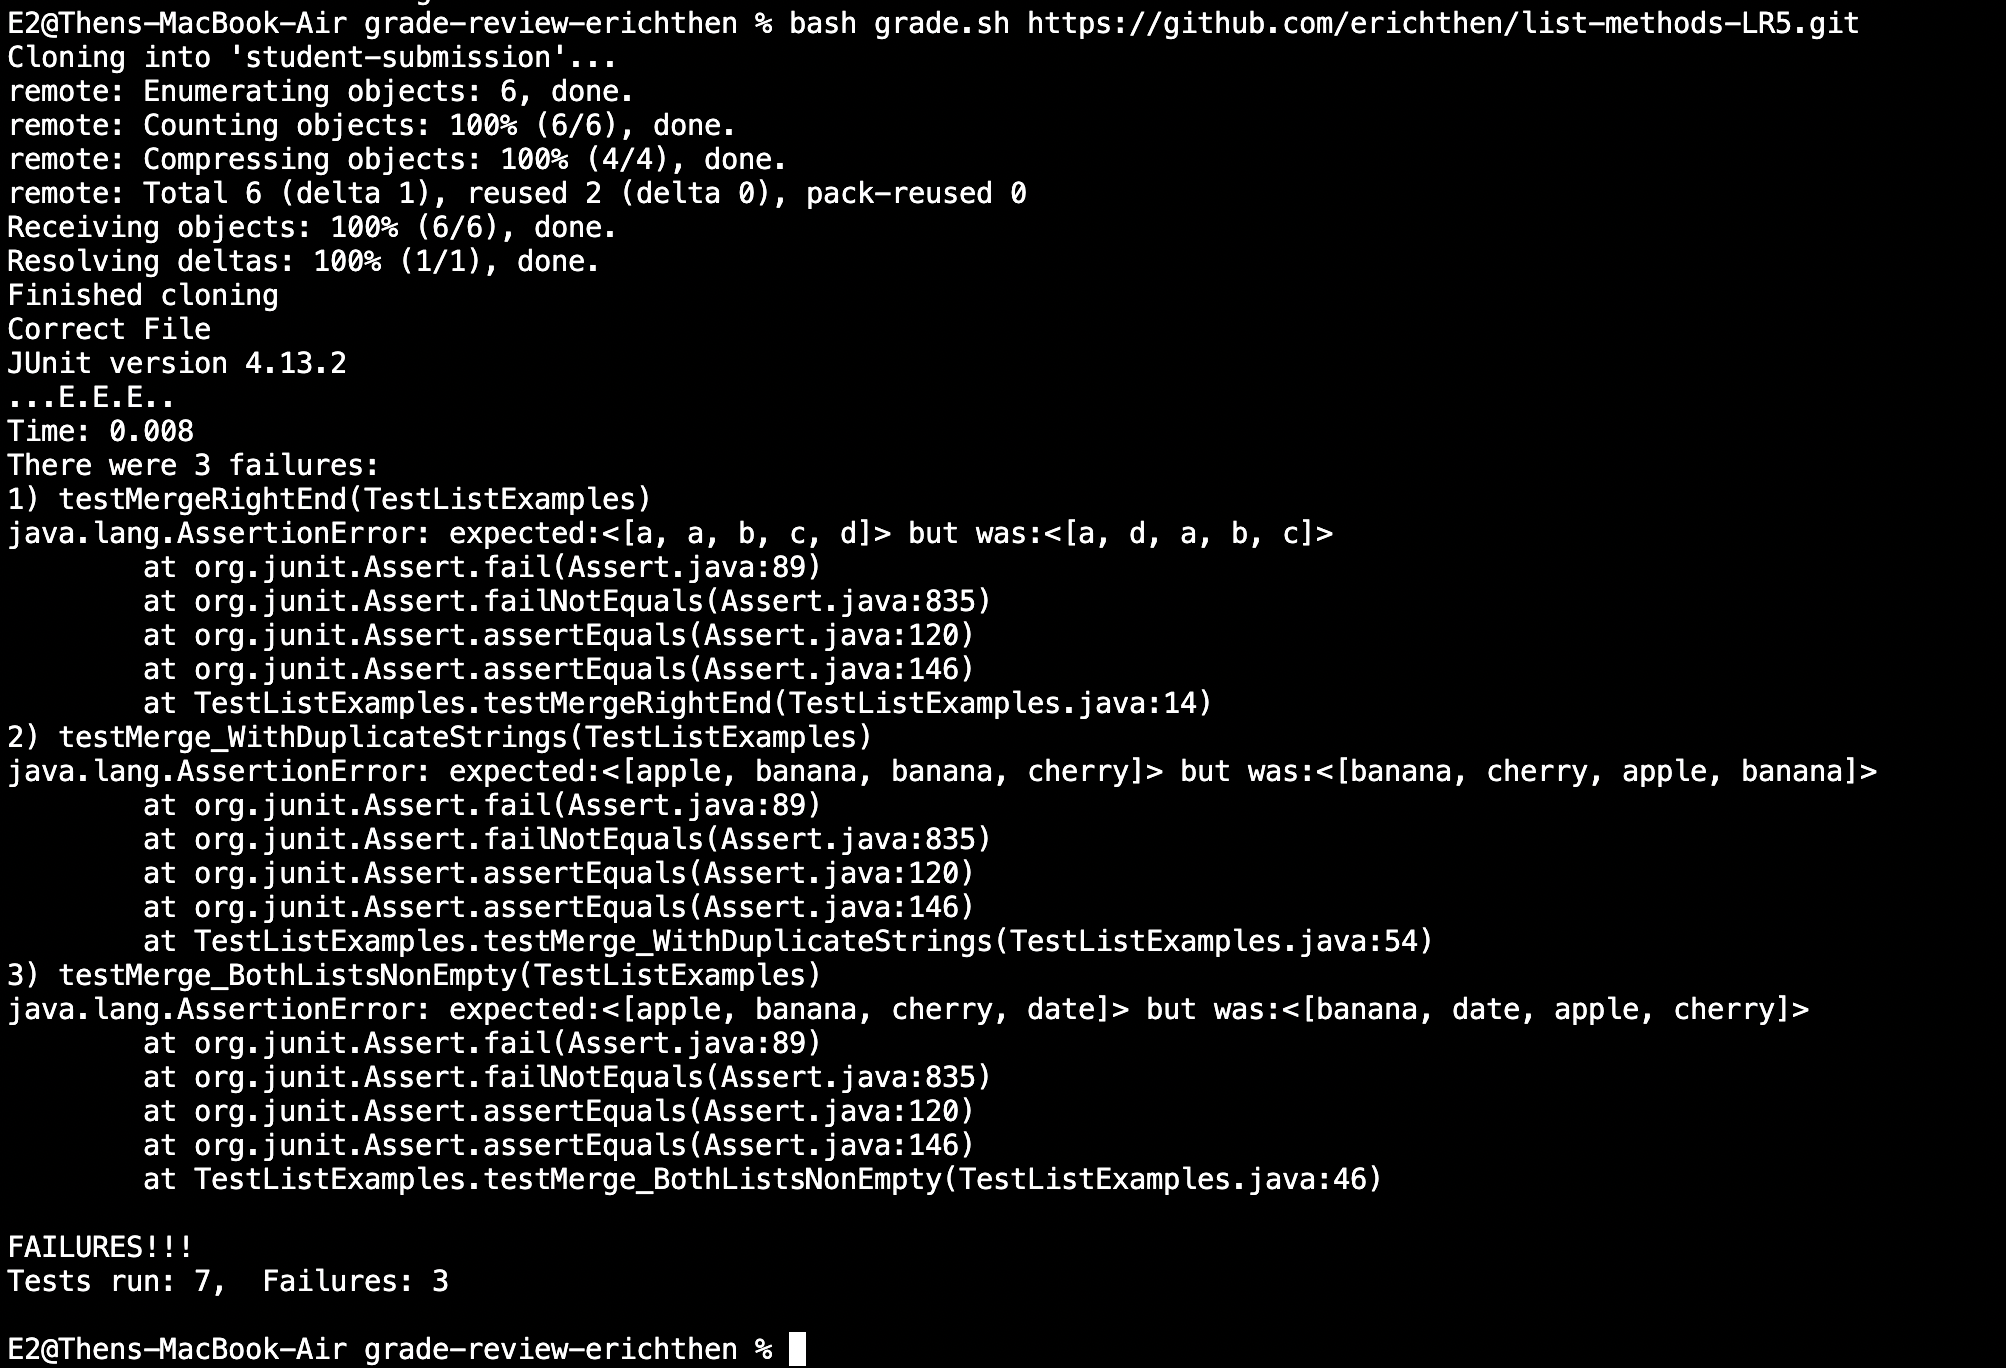 E2@Thens-MacBook-Air grade-review-erichthen % bash grade.sh https://github.com/erichthen/list-methods-LR5.git
Cloning into 'student-submission'...
remote: Enumerating objects: 6, done.
remote: Counting objects: 100% (6/6), done.
remote: Compressing objects: 100% (4/4), done.
remote: Total 6 (delta 1), reused 2 (delta 0), pack-reused 0
Receiving objects: 100% (6/6), done.
Resolving deltas: 100% (1/1), done.
Finished cloning
Correct File
JUnit version 4.13.2
...E.E.E..
Time: 0.008
There were 3 failures:
1) testMergeRightEnd(TestListExamples)
java.lang.AssertionError: expected:<[a, a, b, c, d]> but was:<[a, d, a, b, c]>
        at org.junit.Assert.fail(Assert.java:89)
        at org.junit.Assert.failNotEquals(Assert.java:835)
        at org.junit.Assert.assertEquals(Assert.java:120)
        at org.junit.Assert.assertEquals(Assert.java:146)
        at TestListExamples.testMergeRightEnd(TestListExamples.java:14)
2) testMerge_WithDuplicateStrings(TestListExamples)
java.lang.AssertionError: expected:<[apple, banana, banana, cherry]> but was:<[banana, cherry, apple, banana]>
        at org.junit.Assert.fail(Assert.java:89)
        at org.junit.Assert.failNotEquals(Assert.java:835)
        at org.junit.Assert.assertEquals(Assert.java:120)
        at org.junit.Assert.assertEquals(Assert.java:146)
        at TestListExamples.testMerge_WithDuplicateStrings(TestListExamples.java:54)
3) testMerge_BothListsNonEmpty(TestListExamples)
java.lang.AssertionError: expected:<[apple, banana, cherry, date]> but was:<[banana, date, apple, cherry]>
        at org.junit.Assert.fail(Assert.java:89)
        at org.junit.Assert.failNotEquals(Assert.java:835)
        at org.junit.Assert.assertEquals(Assert.java:120)
        at org.junit.Assert.assertEquals(Assert.java:146)
        at TestListExamples.testMerge_BothListsNonEmpty(TestListExamples.java:46)

FAILURES!!!
Tests run: 7,  Failures: 3

E2@Thens-MacBook-Air grade-review-erichthen %